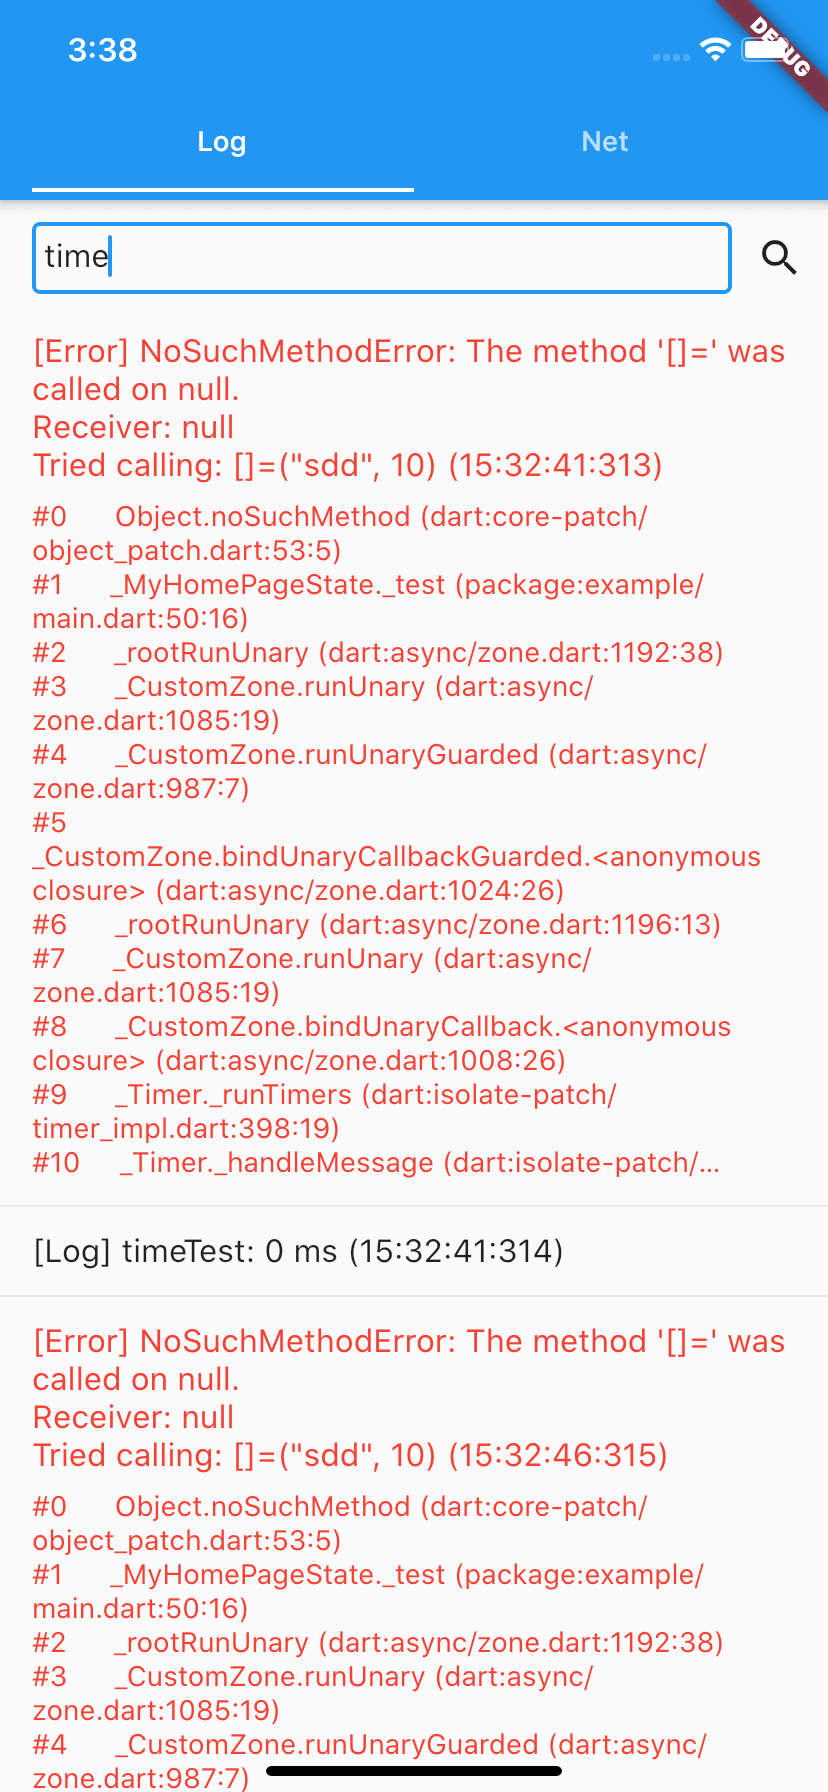 3:38
DEBUG
Log
Net
time
[Error] NoSuchMethodError: The method '[]=' was
called on null.
Receiver: null
Tried calling: []=("sdd", 10) (15:32:41:313)
#0      Object.noSuchMethod (dart:core-patch/
object_patch.dart:53:5)
#1      _MyHomePageState._test (package:example/
main.dart:50:16)
#2      _rootRunUnary (dart:async/zone.dart:1192:38)
#3      _CustomZone.runUnary (dart:async/
zone.dart:1085:19)
#4      _CustomZone.runUnaryGuarded (dart:async/
zone.dart:987:7)
#5
_CustomZone.bindUnaryCallbackGuarded.<anonymous
closure> (dart:async/zone.dart:1024:26)
#6      _rootRunUnary (dart:async/zone.dart:1196:13)
#7      _CustomZone.runUnary (dart:async/
zone.dart:1085:19)
#8      _CustomZone.bindUnaryCallback.<anonymous
closure> (dart:async/zone.dart:1008:26)
#9      _Timer._runTimers (dart:isolate-patch/
timer_impl.dart:398:19)
#10     _Timer._handleMessage (dart:isolate-patch/...
[Log] timeTest: 0 ms (15:32:41:314)
[Error] NoSuchMethodError: The method '[]=' was
called on null.
Receiver: null
Tried calling: []=("sdd", 10) (15:32:46:315)
#0      Object.noSuchMethod (dart:core-patch/
object_patch.dart:53:5)
#1      _MyHomePageState._test (package:example/
main.dart:50:16)
#2      _rootRunUnary (dart:async/zone.dart:1192:38)
#3      _CustomZone.runUnary (dart:async/
zone.dart:1085:19)
#4      _CustomZone.runUnaryGuarded (dart:async/
zone.dart:987:7)